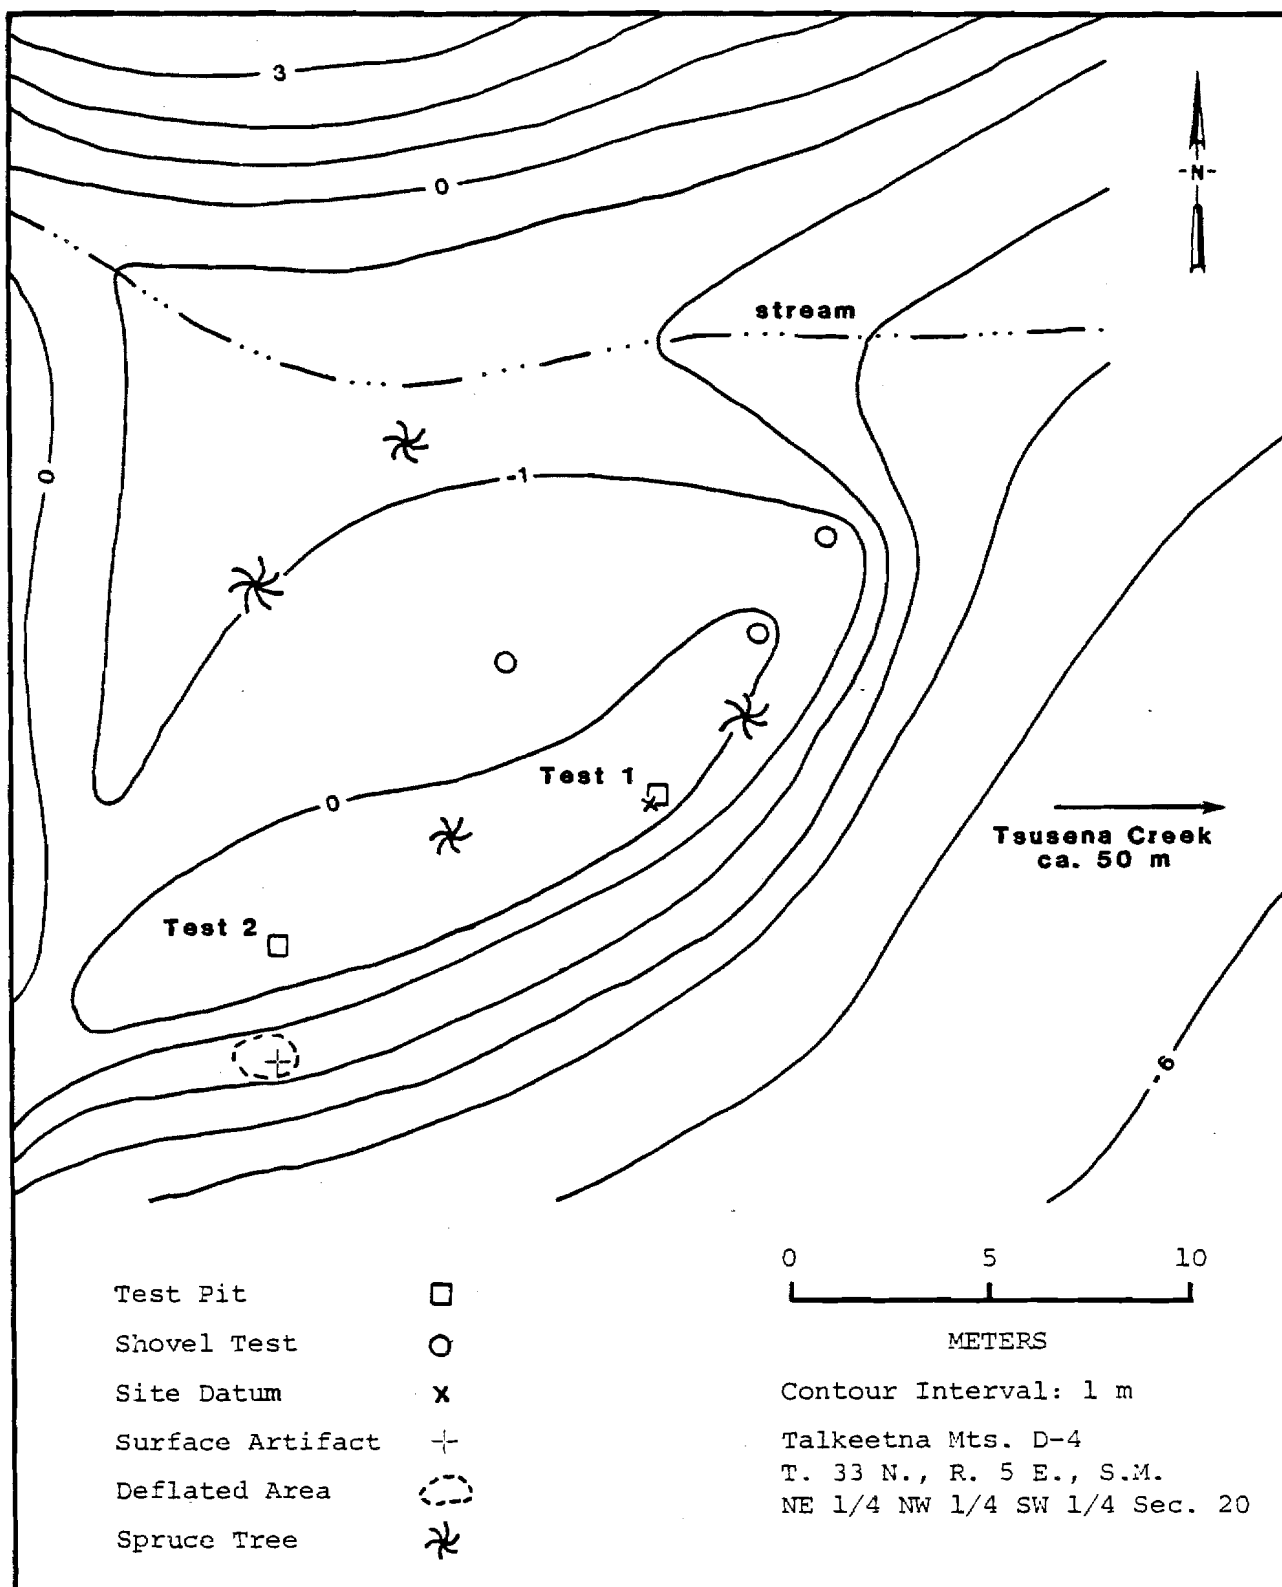 3
0
-N-
stream
0
-1
Test 1
0
Tsusena Creek
ca. 50 m
Test 2
-6
0 5 10
METERS
Test Pit
Shovel Test
Site Datum
Surface Artifact
Deflated Area
Spruce Tree
Contour Interval: 1 m
Talkeetna Mts. D-4
T. 33 N., R. 5 E., S.M.
NE 1/4 NW 1/4 SW 1/4 Sec. 20